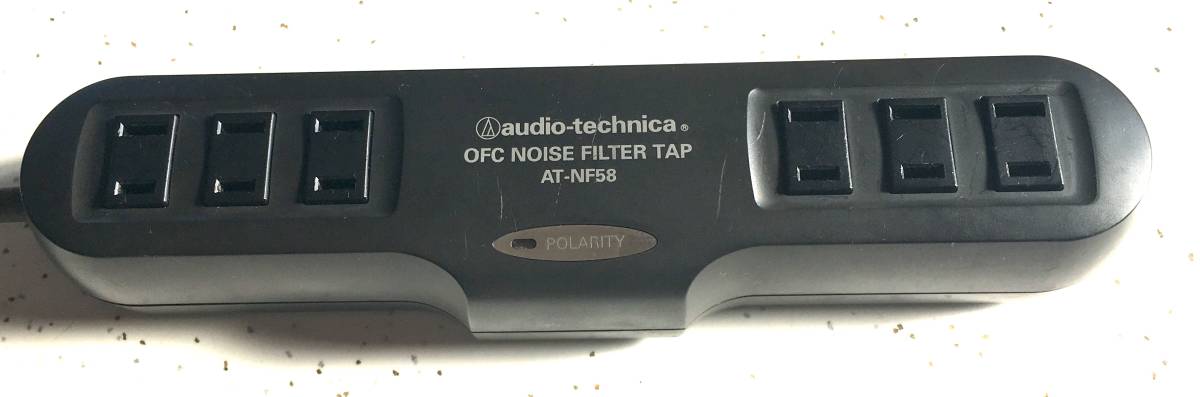 audio-technica®
OFC NOISE FILTER TAP
AT-NF58
POLARITY